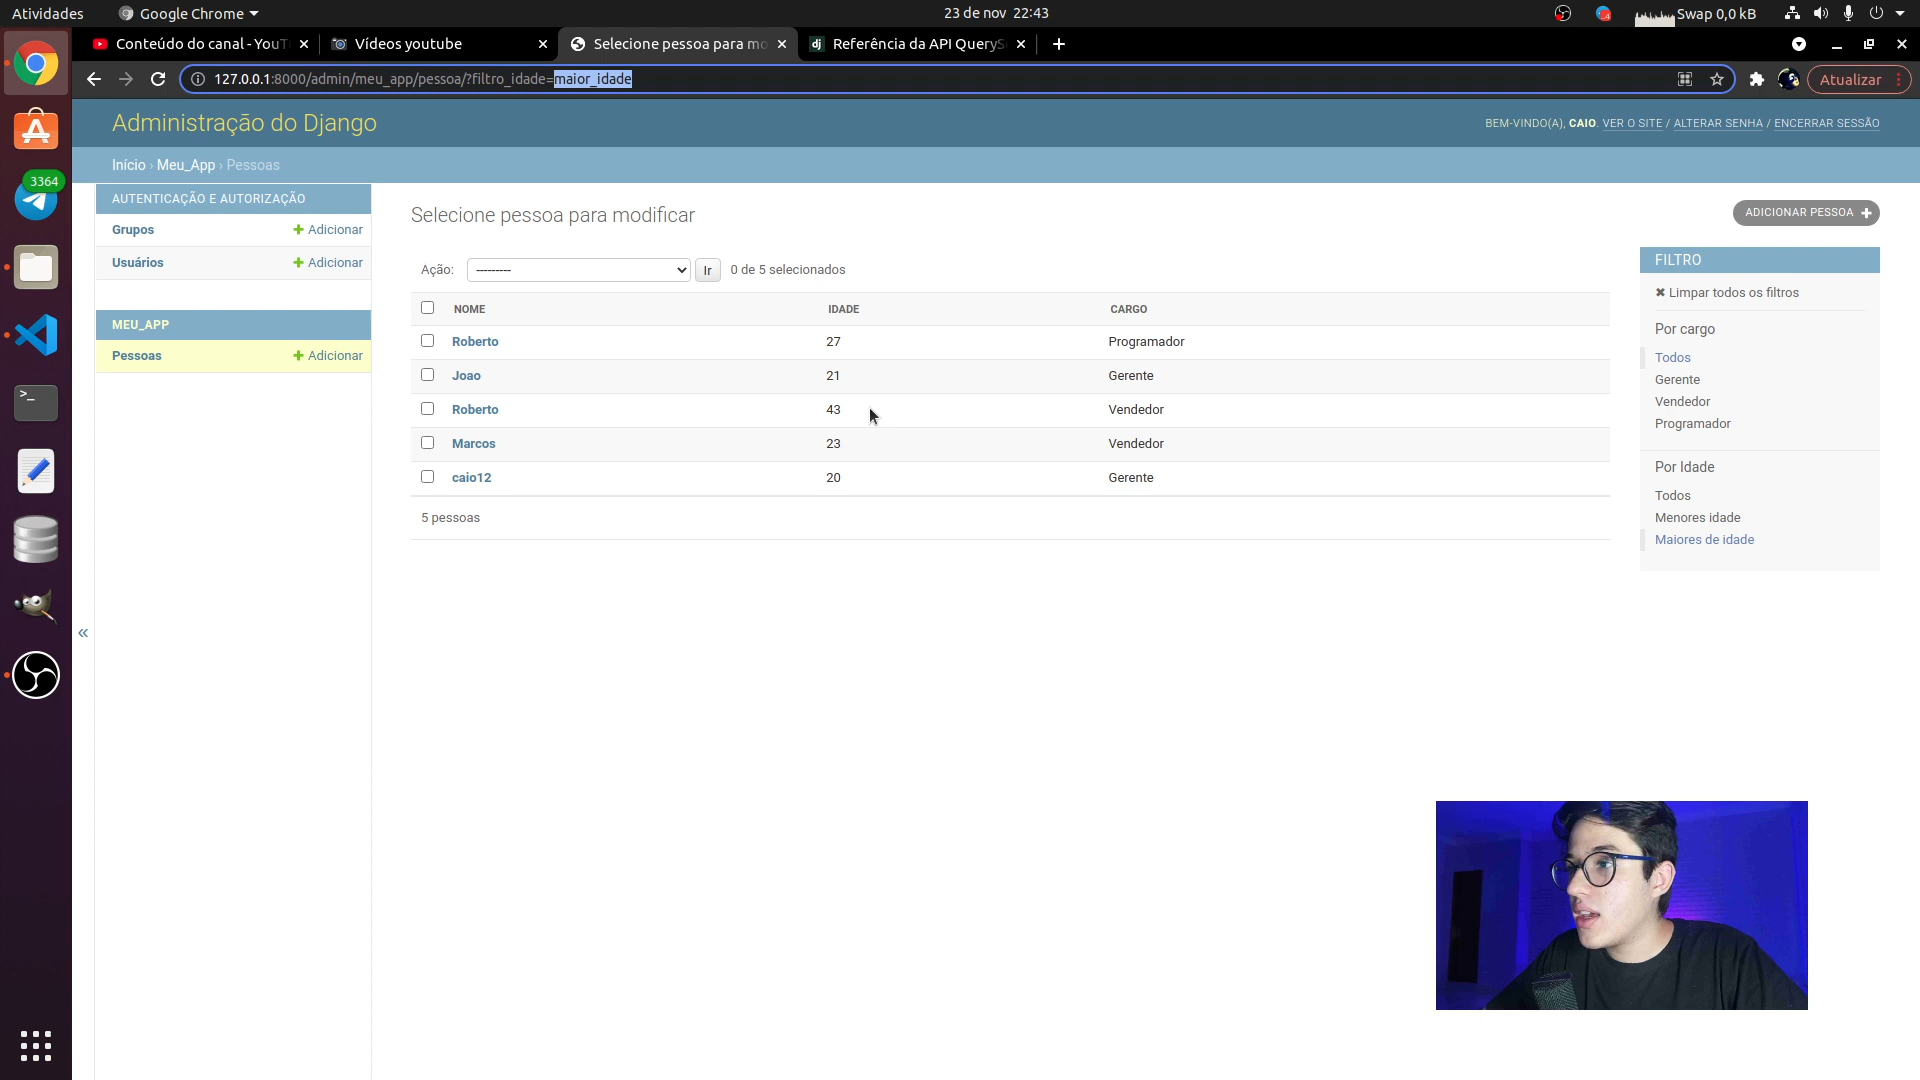 Atividades
Google Chrome
23 de nov 22:43
Swap 0,0 kB
Conteúdo do canal - YouT
Vídeos youtube
Selecione pessoa para mo
Referência da API QueryS
127.0.0.1:8000/admin/meu_app/pessoa/?filtro_idade=maior_idade
Atualizar
Administração do Django
BEM-VINDO(A), CAIO. VER O SITE / ALTERAR SENHA / ENCERRAR SESSÃO
Início › Meu_App › Pessoas
3364
AUTENTICAÇÃO E AUTORIZAÇÃO
Grupos
Adicionar
Usuários
Adicionar
MEU_APP
Pessoas
Adicionar
«
Selecione pessoa para modificar
ADICIONAR PESSOA +
Ação: --------- Ir 0 de 5 selecionados
NOME IDADE CARGO
Roberto 27 Programador
Joao 21 Gerente
Roberto 43 Vendedor
Marcos 23 Vendedor
caio12 20 Gerente
5 pessoas
FILTRO
✖ Limpar todos os filtros
Por cargo
Todos
Gerente
Vendedor
Programador
Por Idade
Todos
Menores idade
Maiores de idade